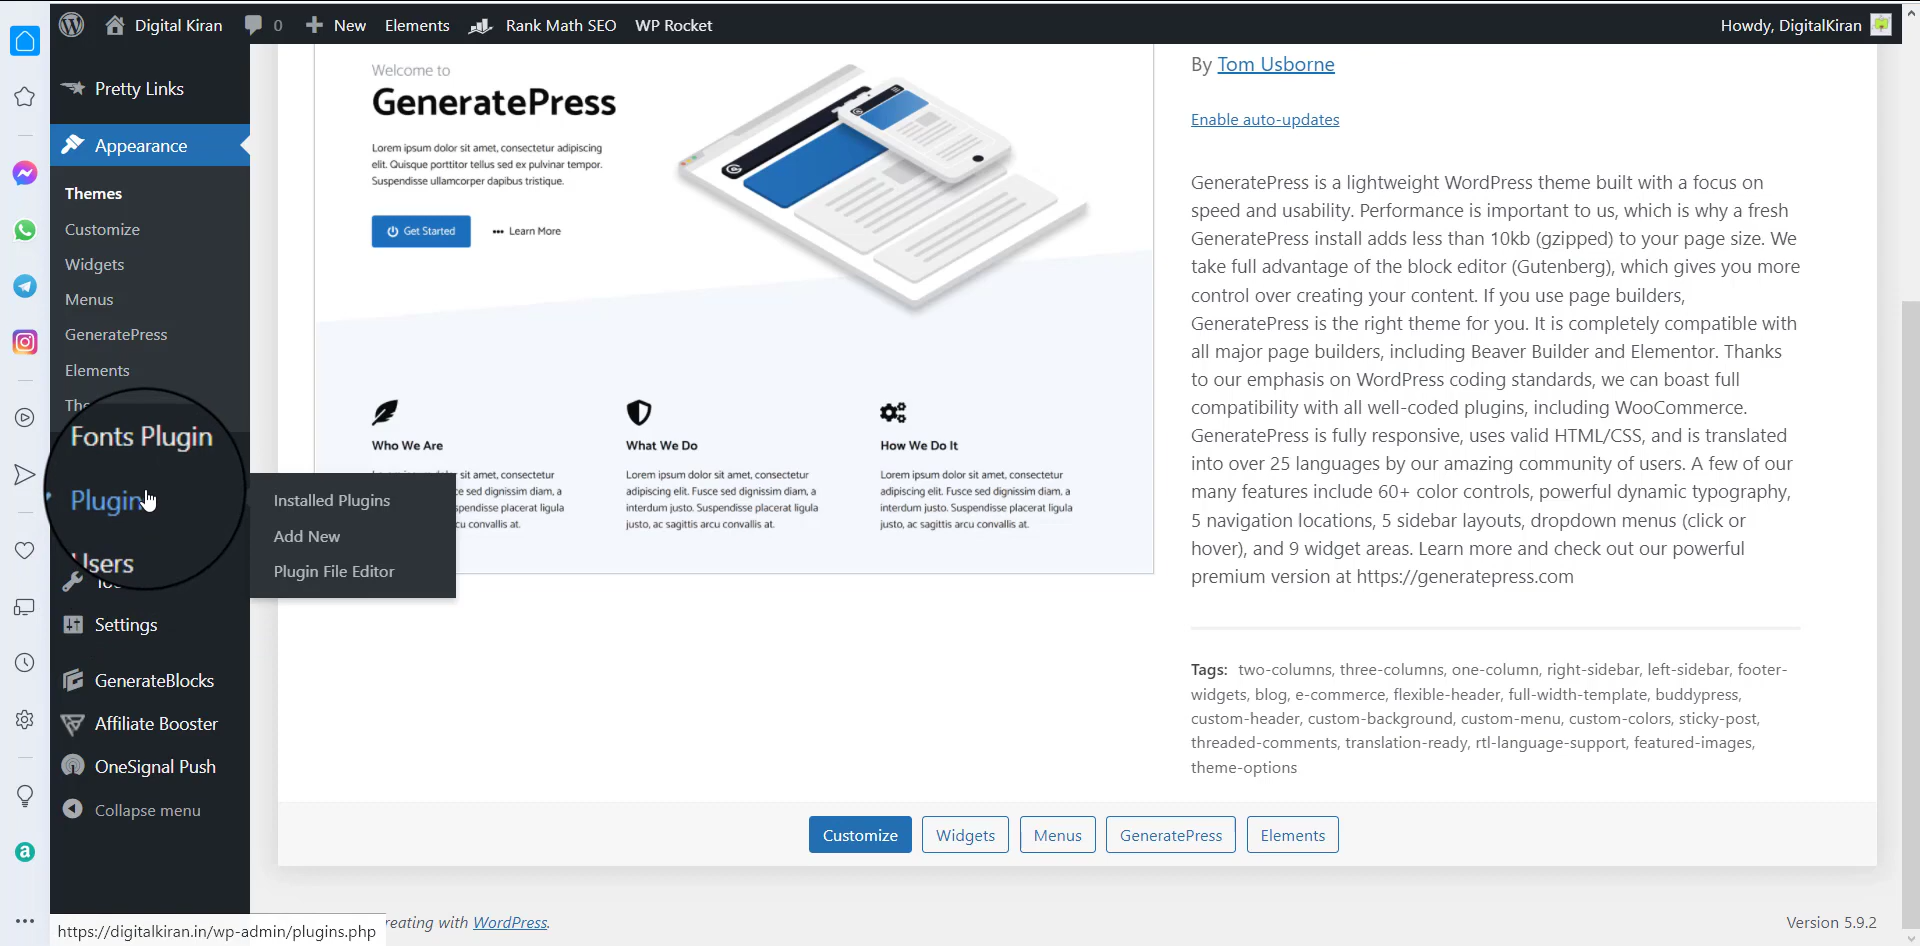 Digital Kiran
0
New
Elements
Rank Math SEO
WP Rocket
Howdy, DigitalKiran
Pretty Links
Appearance
Themes
Customize
Widgets
Menus
GeneratePress
Elements
Fonts Plugin
Plugin
Users
Settings
GenerateBlocks
Affiliate Booster
OneSignal Push
Collapse menu
Installed Plugins
Add New
Plugin File Editor
Welcome to
GeneratePress
Lorem ipsum dolor sit amet, consectetur adipiscing
elit. Quisque porttitor tellus sed ex pulvinar tempor.
Suspendisse ullamcorper dapibus tristique.
Get Started
Learn More
Who We Are
sit amet, consectetur
sed dignissim diam, a
placerat ligula
cu convallis at.
What We Do
Lorem ipsum dolor sit amet, consectetur
adipiscing elit. Fusce sed dignissim diam, a
consequat sem. Suspendisse placerat ligula
justo, ac sagittis arcu convallis at.
How We Do It
Lorem ipsum dolor sit amet, consectetur
adipiscing elit. Fusce sed dignissim diam, a
consequat sem. Suspendisse placerat ligula
justo, ac sagittis arcu convallis at.
By Tom Usborne
Enable auto-updates
GeneratePress is a lightweight WordPress theme built with a focus on
speed and usability. Performance is important to us, which is why a fresh
GeneratePress install adds less than 10kb (gzipped) to your page size. We
take full advantage of the block editor (Gutenberg), which gives you more
control over creating your content. If you use page builders,
GeneratePress is the right theme for you. It is completely compatible with
all major page builders, including Beaver Builder and Elementor. Thanks
to our emphasis on WordPress coding standards, we can boast full
compatibility with all well-coded plugins, including WooCommerce.
GeneratePress is fully responsive, uses valid HTML/CSS, and is translated
into over 25 languages by our amazing community of users. A few of our
many features include 60+ color controls, powerful dynamic typography,
5 navigation locations, 5 sidebar layouts, dropdown menus (click or
hover), and 9 widget areas. Learn more and check out our powerful
premium version at https://generatepress.com
Tags: two-columns, three-columns, one-column, right-sidebar, left-sidebar, footer-
widgets, blog, e-commerce, flexible-header, full-width-template, buddypress,
custom-header, custom-background, custom-menu, custom-colors, sticky-post,
threaded-comments, translation-ready, rtl-language-support, featured-images,
theme-options
Customize
Widgets
Menus
GeneratePress
Elements
reating with WordPress.
Version 5.9.2
https://digitalkiran.in/wp-admin/plugins.php